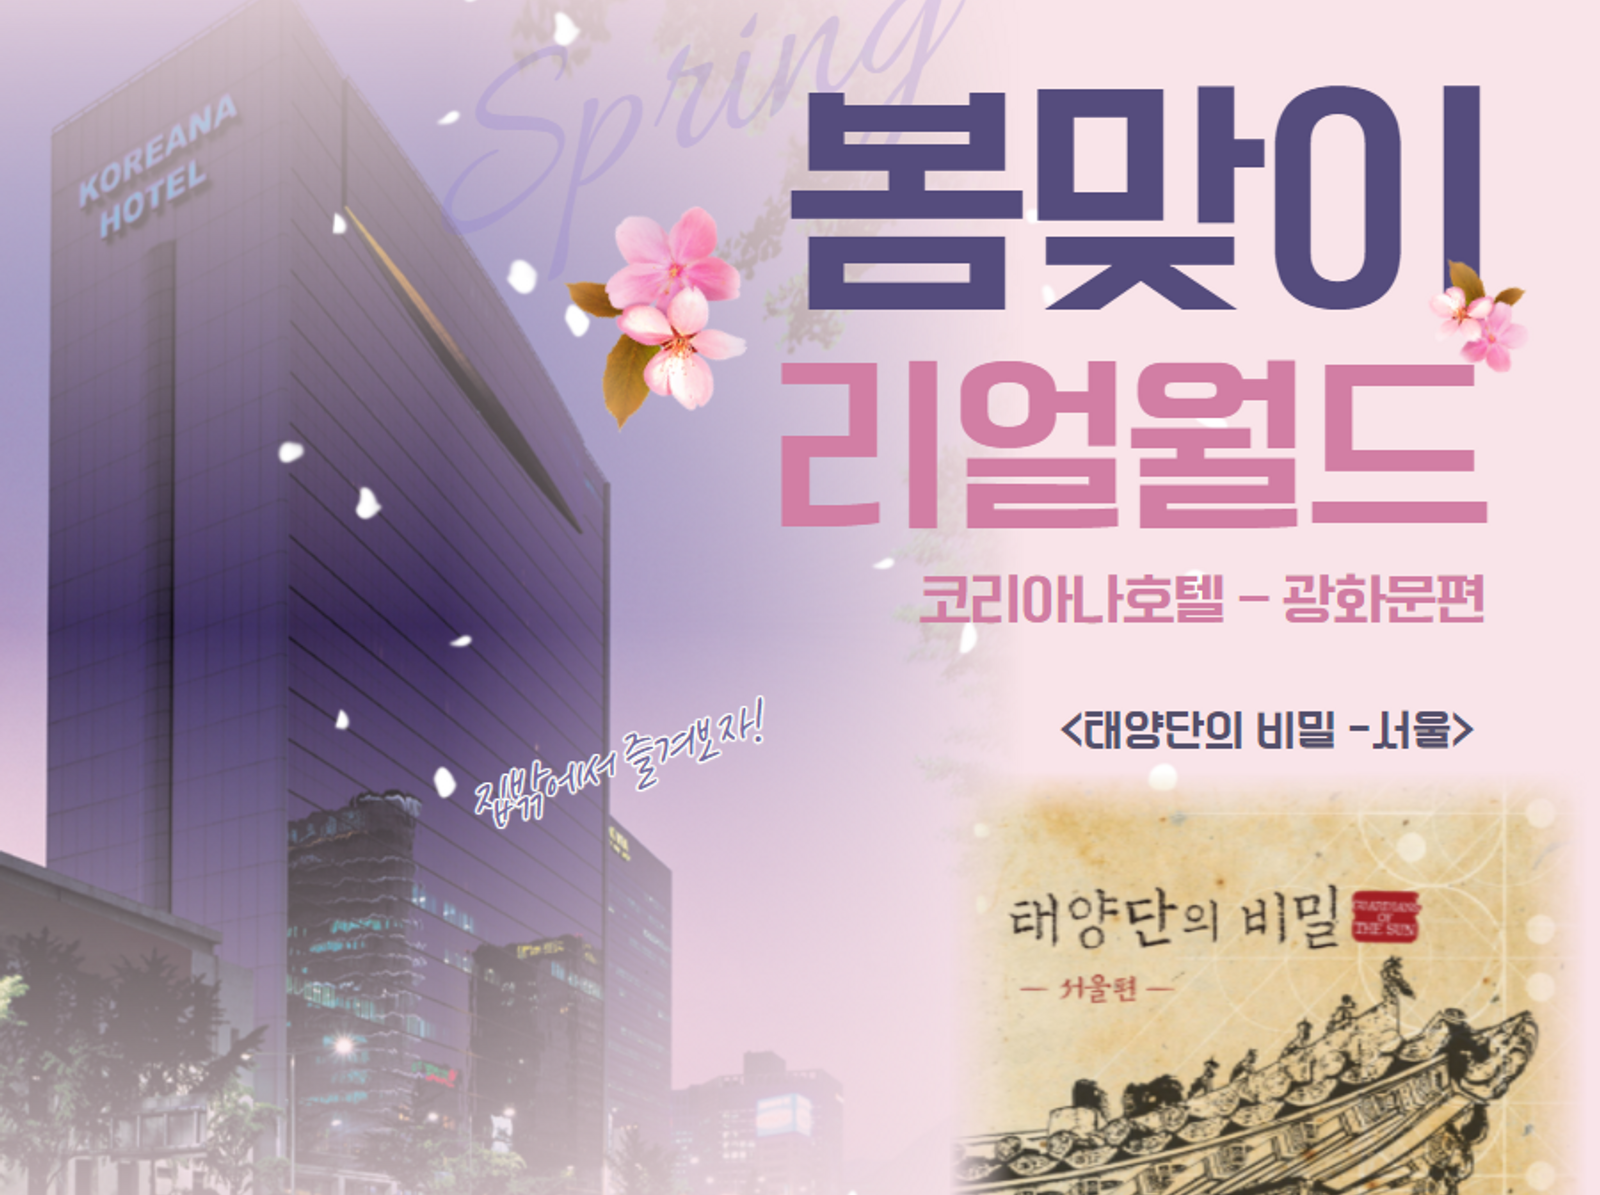 Spring
KOREANA
HOTEL
봄맞이
리얼월드
코리아나호텔 - 광화문편
<태양단의 비밀 -서울>
집밖에서 즐겨보자!
태양단의 비밀
GUARDIANS
OF
THE SUN
- 서울편 -